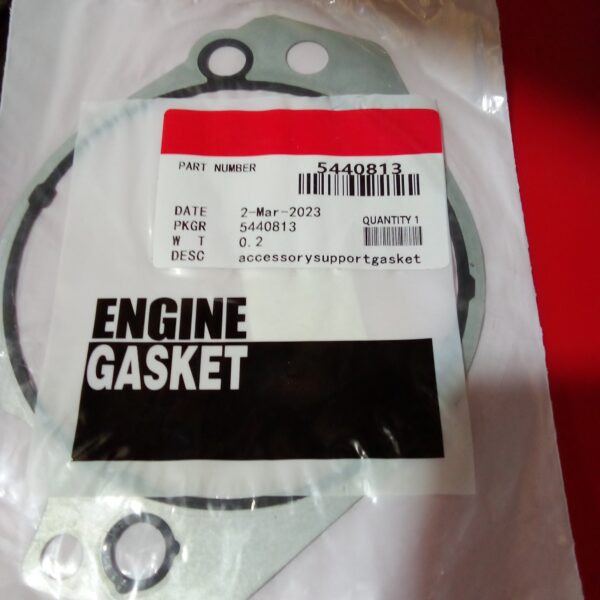 PART NUMBER 5440813
DATE 2-Mar-2023
QUANTITY 1
PKGR 5440813
W T 0.2
DESC accessorysupportgasket
ENGINE
GASKET